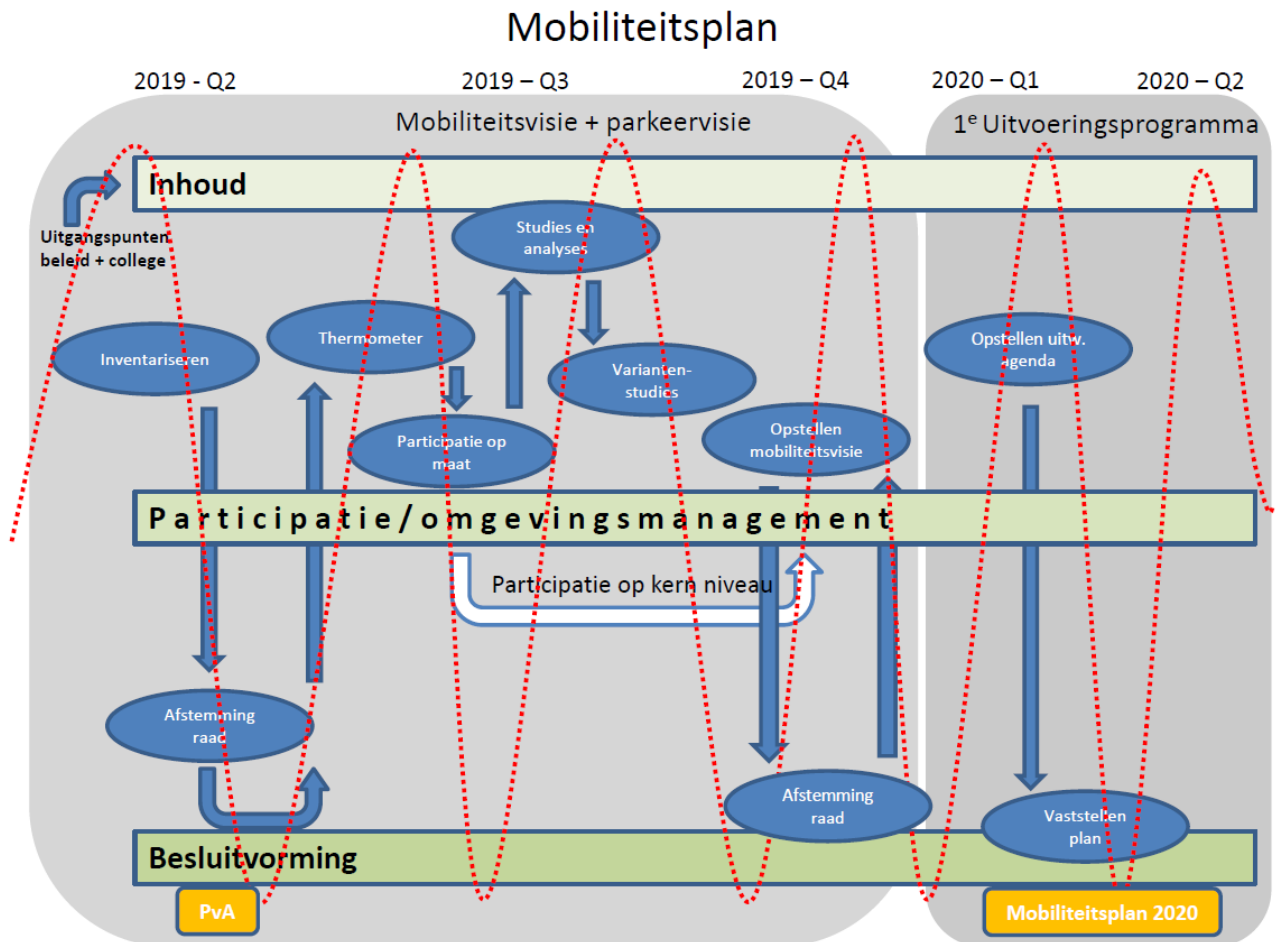 Mobiliteitsplan
2019 - Q2
2019 – Q3
2019 – Q4
2020 – Q1
2020 – Q2
Mobiliteitsvisie + parkeervisie
1e Uitvoeringsprogramma
Inhoud
Uitgangspunten
beleid + college
Studies en
analyses
Thermometer
Inventariseren
Opstellen uitw.
agenda
Varianten-
studies
Participatie op
maat
Opstellen
mobiliteitsvisie
Participatie/omgevingsmanagement
Participatie op kern niveau
Afstemming
raad
Afstemming
raad
Vaststellen
plan
Besluitvorming
PvA
Mobiliteitsplan 2020